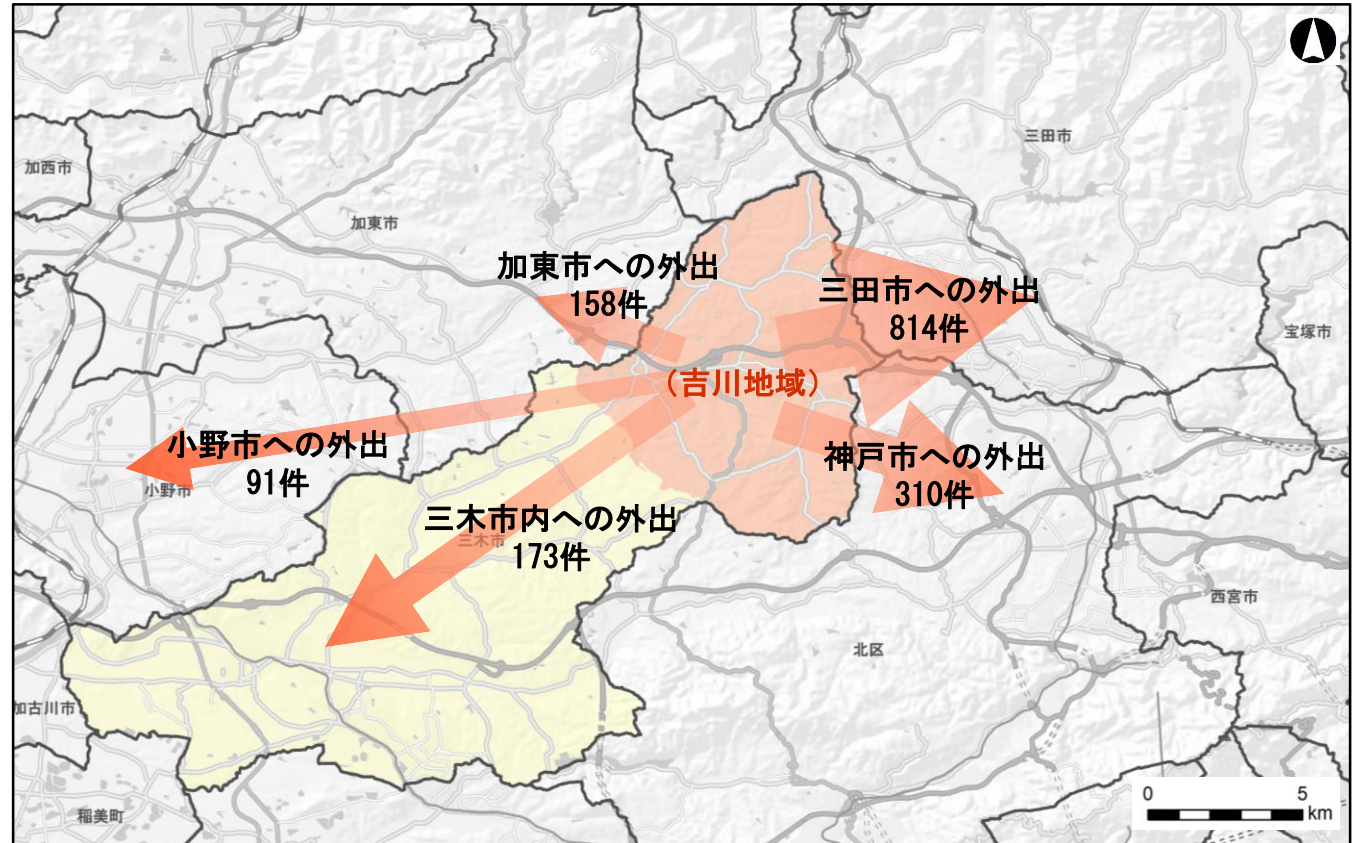 三田市
加西市
加東市
加東市への外出
158件
三田市への外出
814件
宝塚市
（吉川地域）
小野市への外出
91件
小野市
神戸市への外出
310件
三木市内への外出
三木市
173件
西宮市
北区
加古川市
稲美町
0 5
km